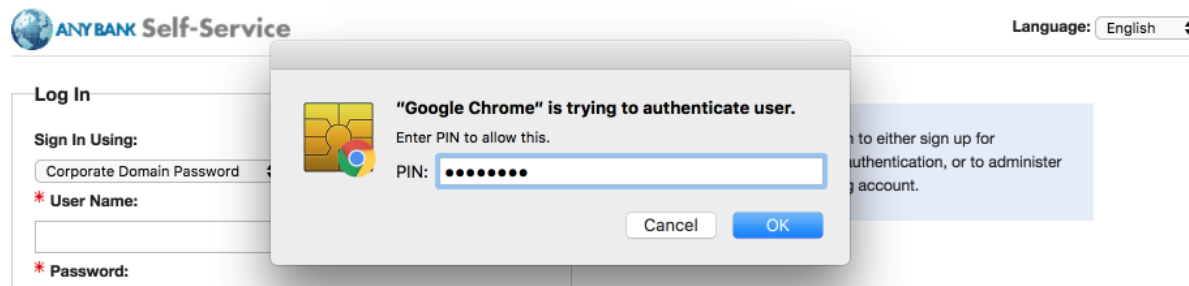 ANYBANK Self-Service
Language: English
Log In
Sign In Using:
Corporate Domain Password
* User Name:
* Password:
“Google Chrome” is trying to authenticate user.
Enter PIN to allow this.
PIN: ••••••••
Cancel OK
to either sign up for
authentication, or to administer
account.